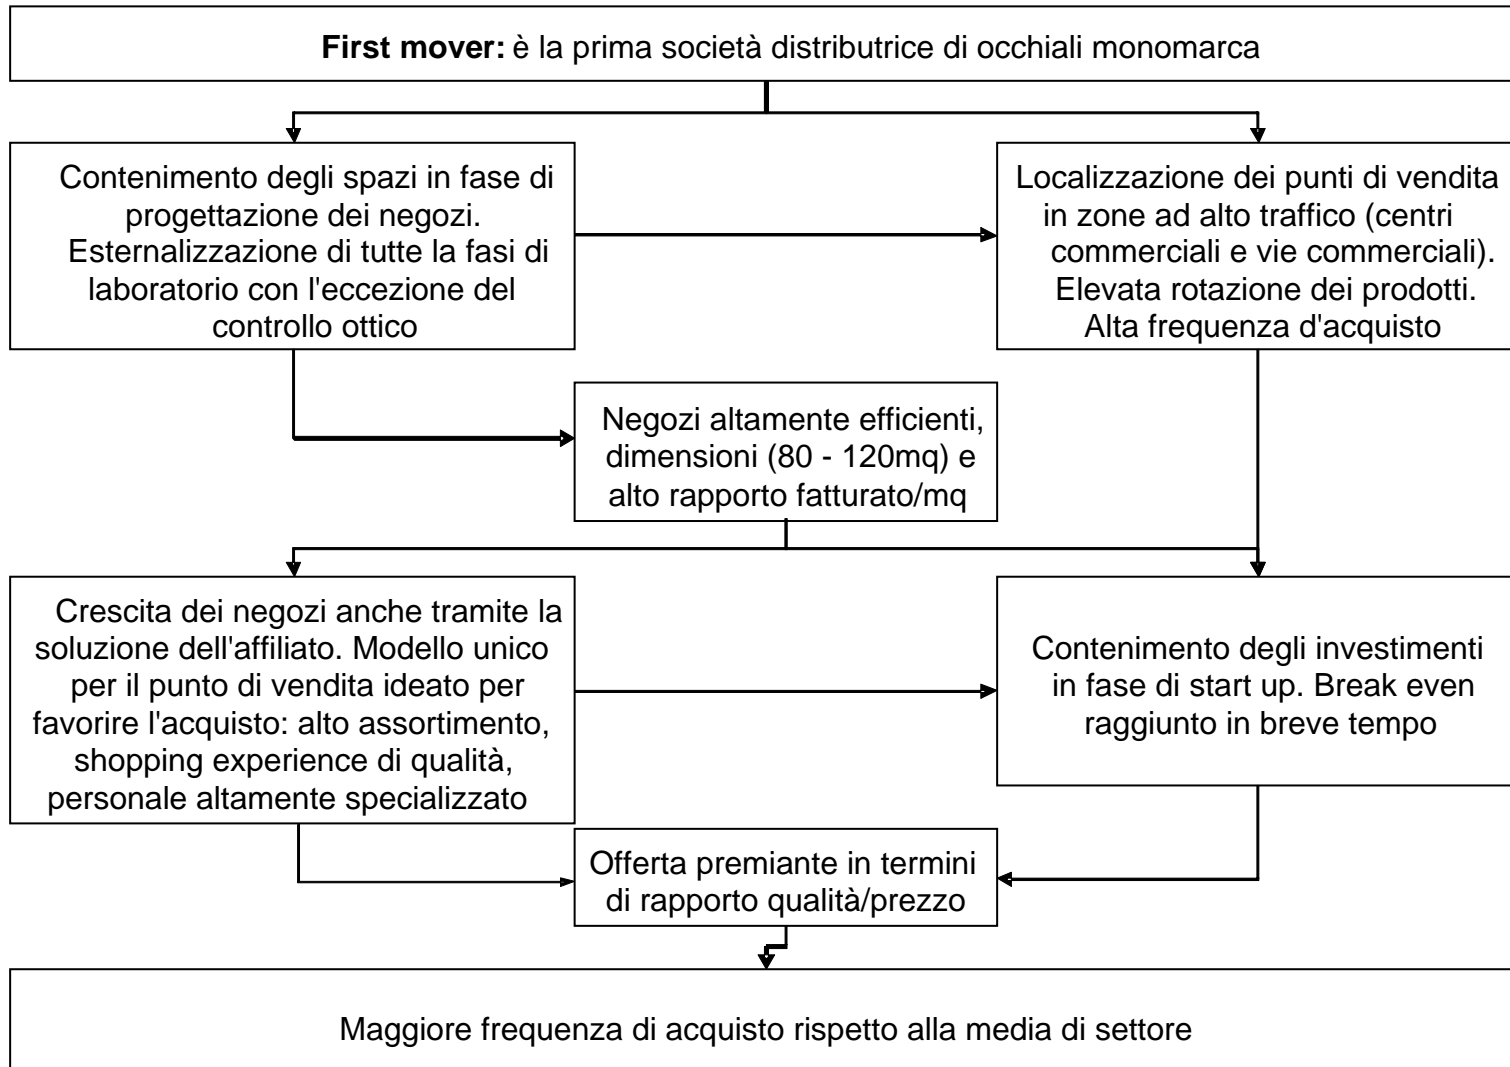 First mover: è la prima società distributrice di occhiali monomarca
Contenimento degli spazi in fase di
progettazione dei negozi.
Esternalizzazione di tutte la fasi di
laboratorio con l'eccezione del
controllo ottico
Localizzazione dei punti di vendita
in zone ad alto traffico (centri
commerciali e vie commerciali).
Elevata rotazione dei prodotti.
Alta frequenza d'acquisto
Negozi altamente efficienti,
dimensioni (80 - 120mq) e
alto rapporto fatturato/mq
Crescita dei negozi anche tramite la
soluzione dell'affiliato. Modello unico
per il punto di vendita ideato per
favorire l'acquisto: alto assortimento,
shopping experience di qualità,
personale altamente specializzato
Contenimento degli investimenti
in fase di start up. Break even
raggiunto in breve tempo
Offerta premiante in termini
di rapporto qualità/prezzo
Maggiore frequenza di acquisto rispetto alla media di settore